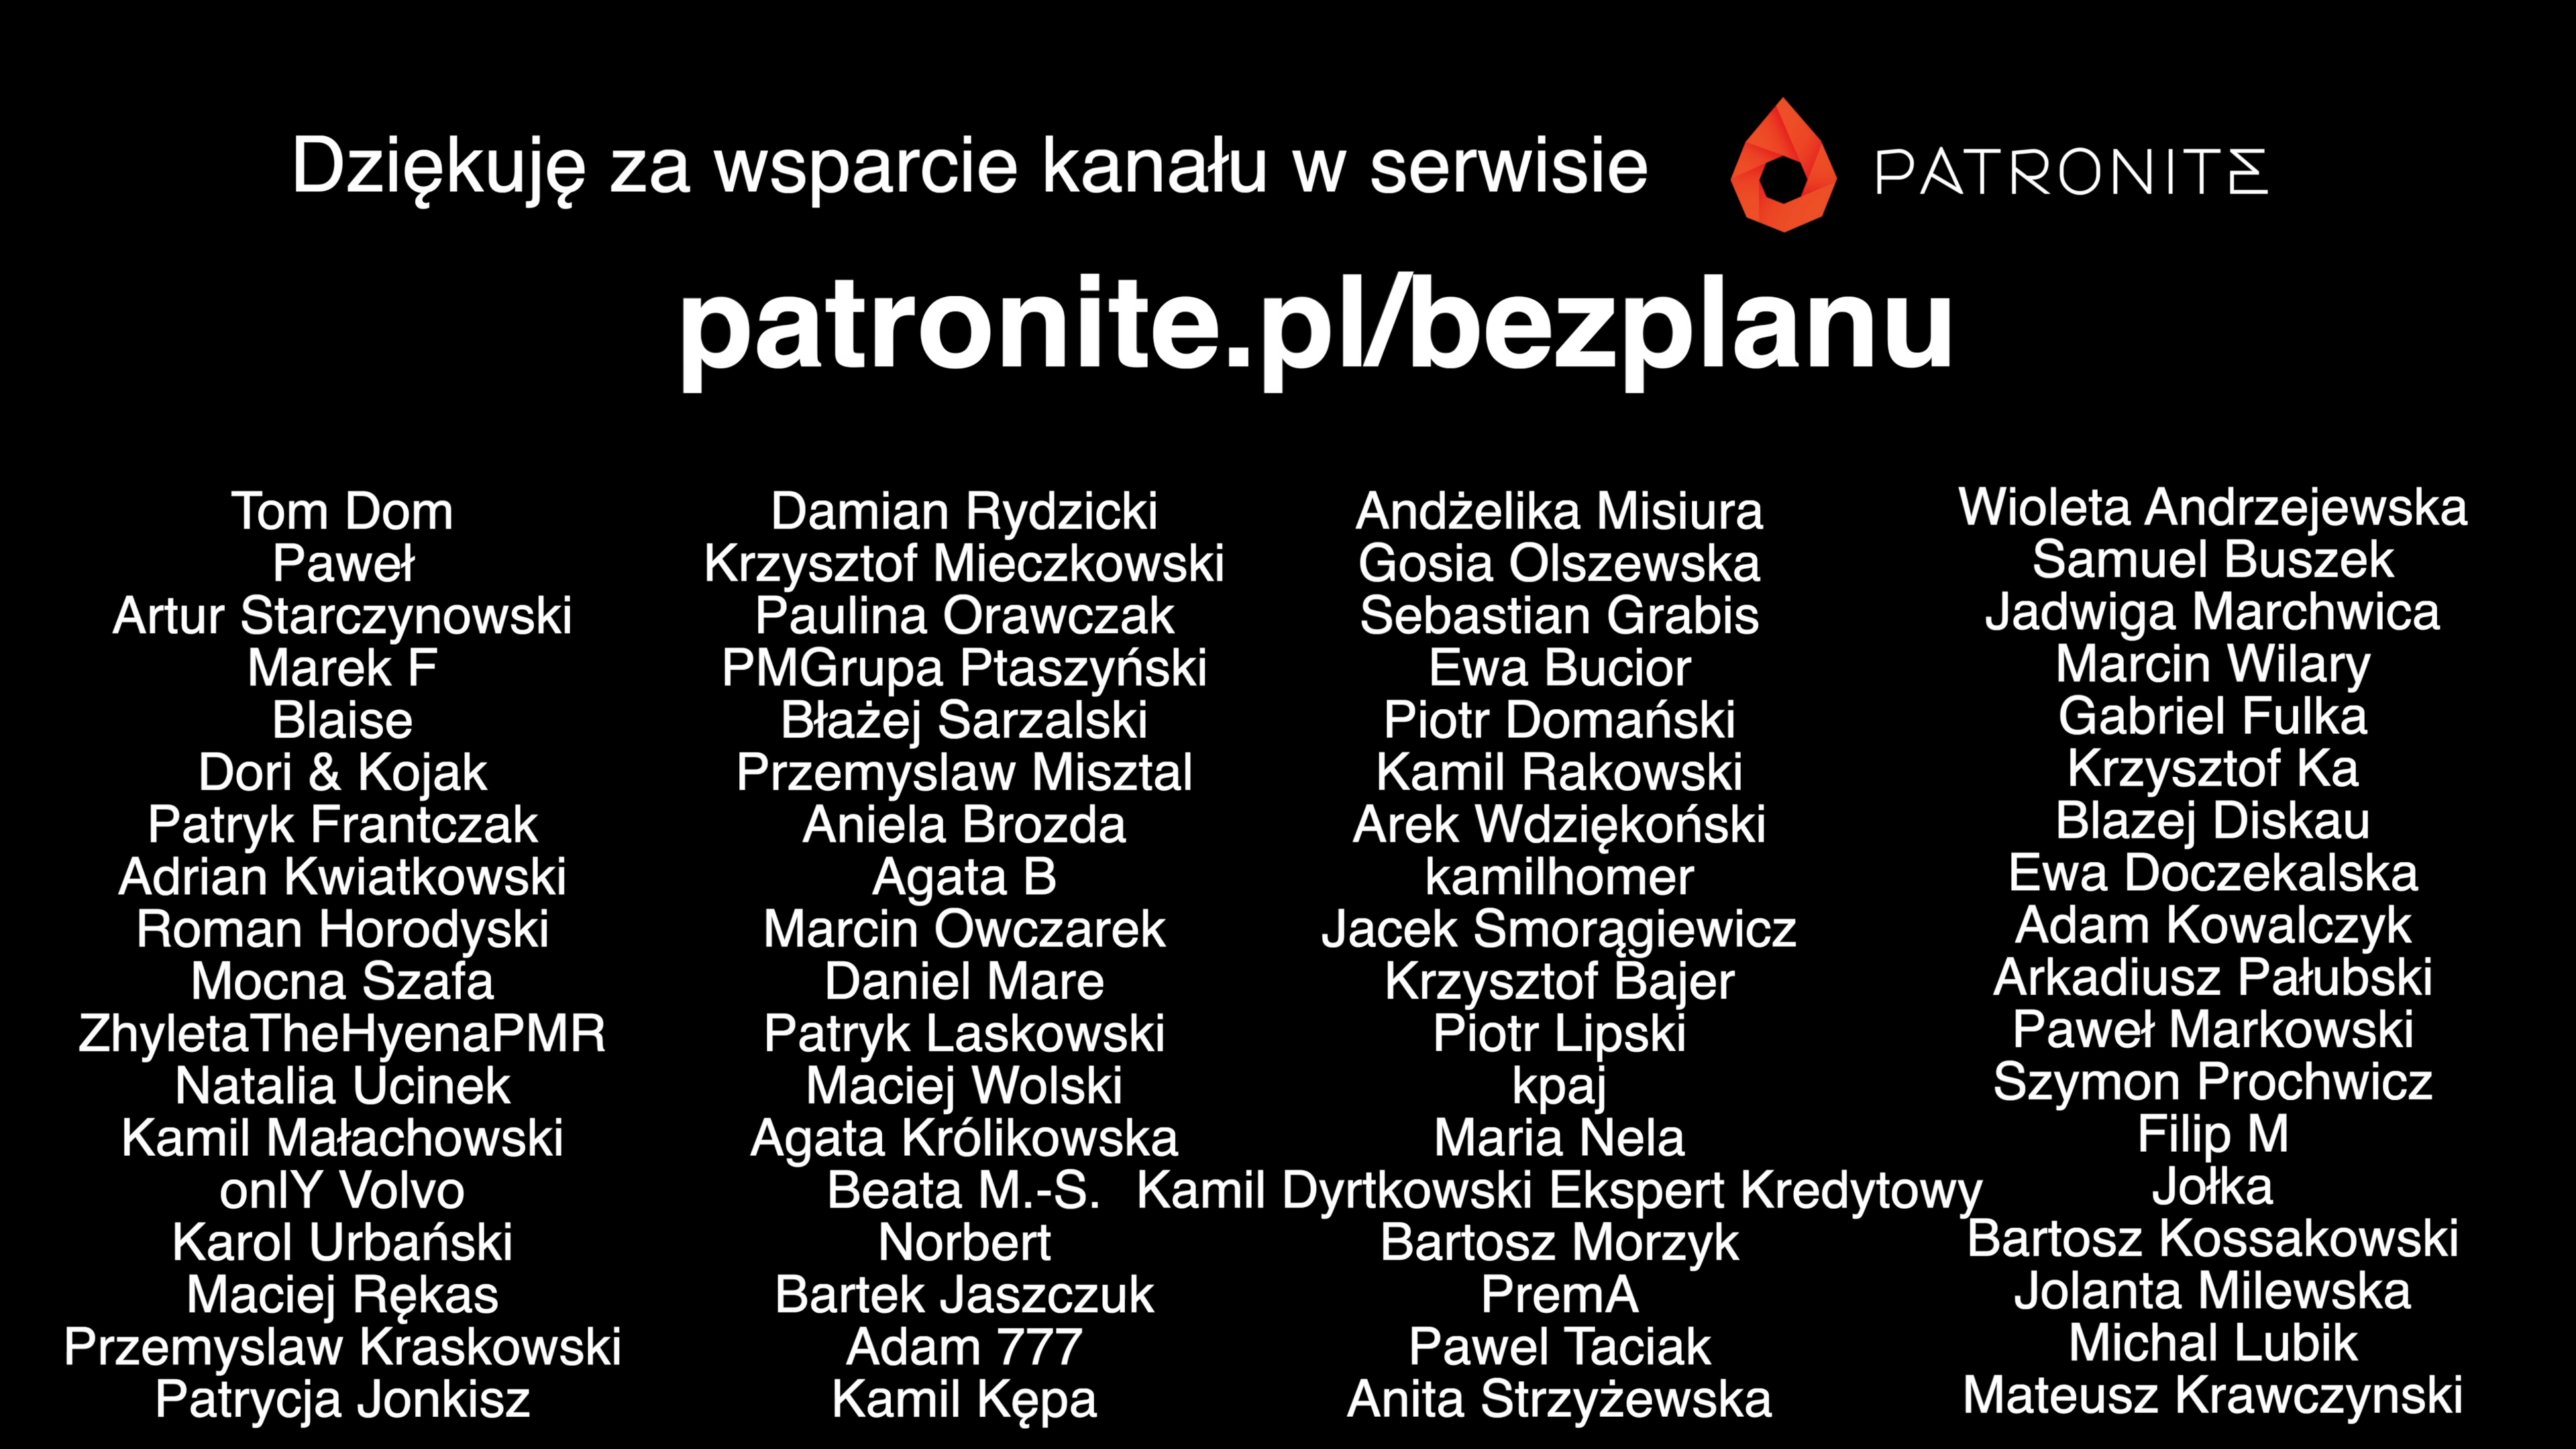 Dziękuję za wsparcie kanału w serwisie PATRONITE
patronite.pl/bezplanu
Tom Dom
Paweł
Artur Starczynowski
Marek F
Blaise
Dori & Kojak
Patryk Frantczak
Adrian Kwiatkowski
Roman Horodyski
Mocna Szafa
ZhyletaTheHyenaPMR
Natalia Ucinek
Kamil Małachowski
onlY Volvo
Karol Urbański
Maciej Rękas
Przemyslaw Kraskowski
Patrycja Jonkisz
Damian Rydzicki
Krzysztof Mieczkowski
Paulina Orawczak
PMGrupa Ptaszyński
Błażej Sarzalski
Przemyslaw Misztal
Aniela Brozda
Agata B
Marcin Owczarek
Daniel Mare
Patryk Laskowski
Maciej Wolski
Agata Królikowska
Beata M.-S.
Norbert
Bartek Jaszczuk
Adam 777
Kamil Kępa
Andżelika Misiura
Gosia Olszewska
Sebastian Grabis
Ewa Bucior
Piotr Domański
Kamil Rakowski
Arek Wdziękoński
kamilhomer
Jacek Smorągiewicz
Krzysztof Bajer
Piotr Lipski
kpaj
Maria Nela
Kamil Dyrtkowski Ekspert Kredytowy
Bartosz Morzyk
PremA
Pawel Taciak
Anita Strzyżewska
Wioleta Andrzejewska
Samuel Buszek
Jadwiga Marchwica
Marcin Wilary
Gabriel Fulka
Krzysztof Ka
Blazej Diskau
Ewa Doczekalska
Adam Kowalczyk
Arkadiusz Pałubski
Paweł Markowski
Szymon Prochwicz
Filip M
Jołka
Bartosz Kossakowski
Jolanta Milewska
Michal Lubik
Mateusz Krawczynski